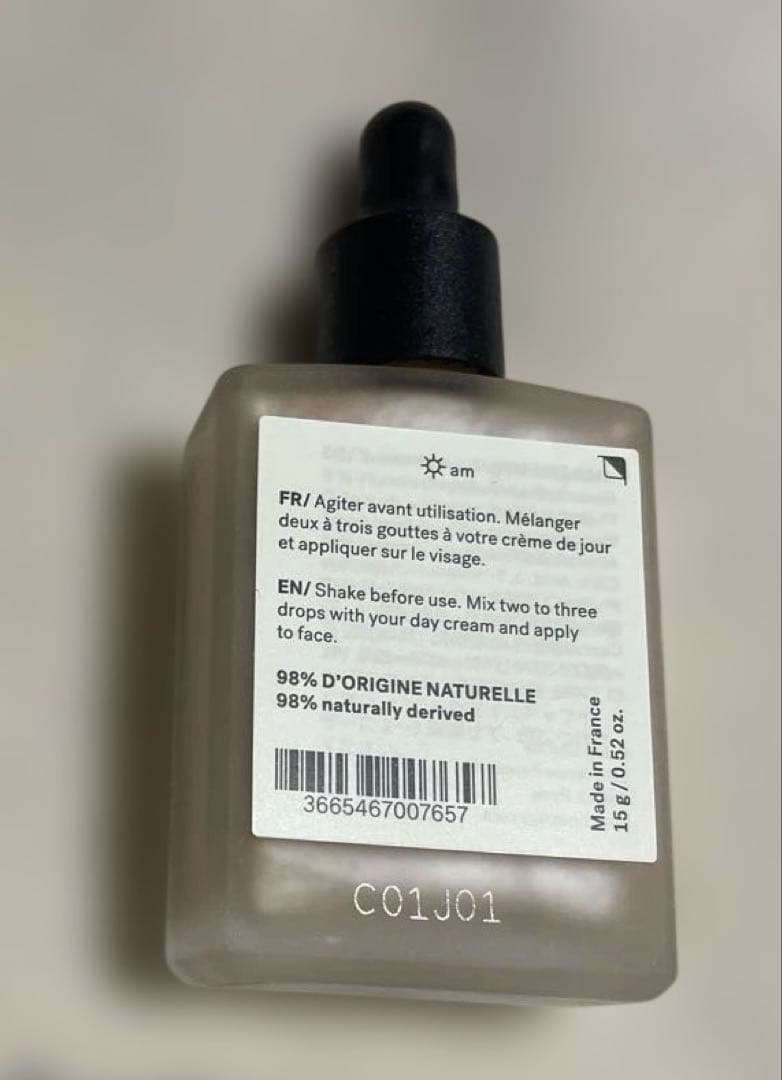 am
FR/ Agiter avant utilisation. Mélanger
deux à trois gouttes à votre crème de jour
et appliquer sur le visage.
EN/ Shake before use. Mix two to three
drops with your day cream and apply
to face.
98% D'ORIGINE NATURELLE
98% naturally derived
3665467007657
Made in France
15 g / 0.52 oz.
C01J01